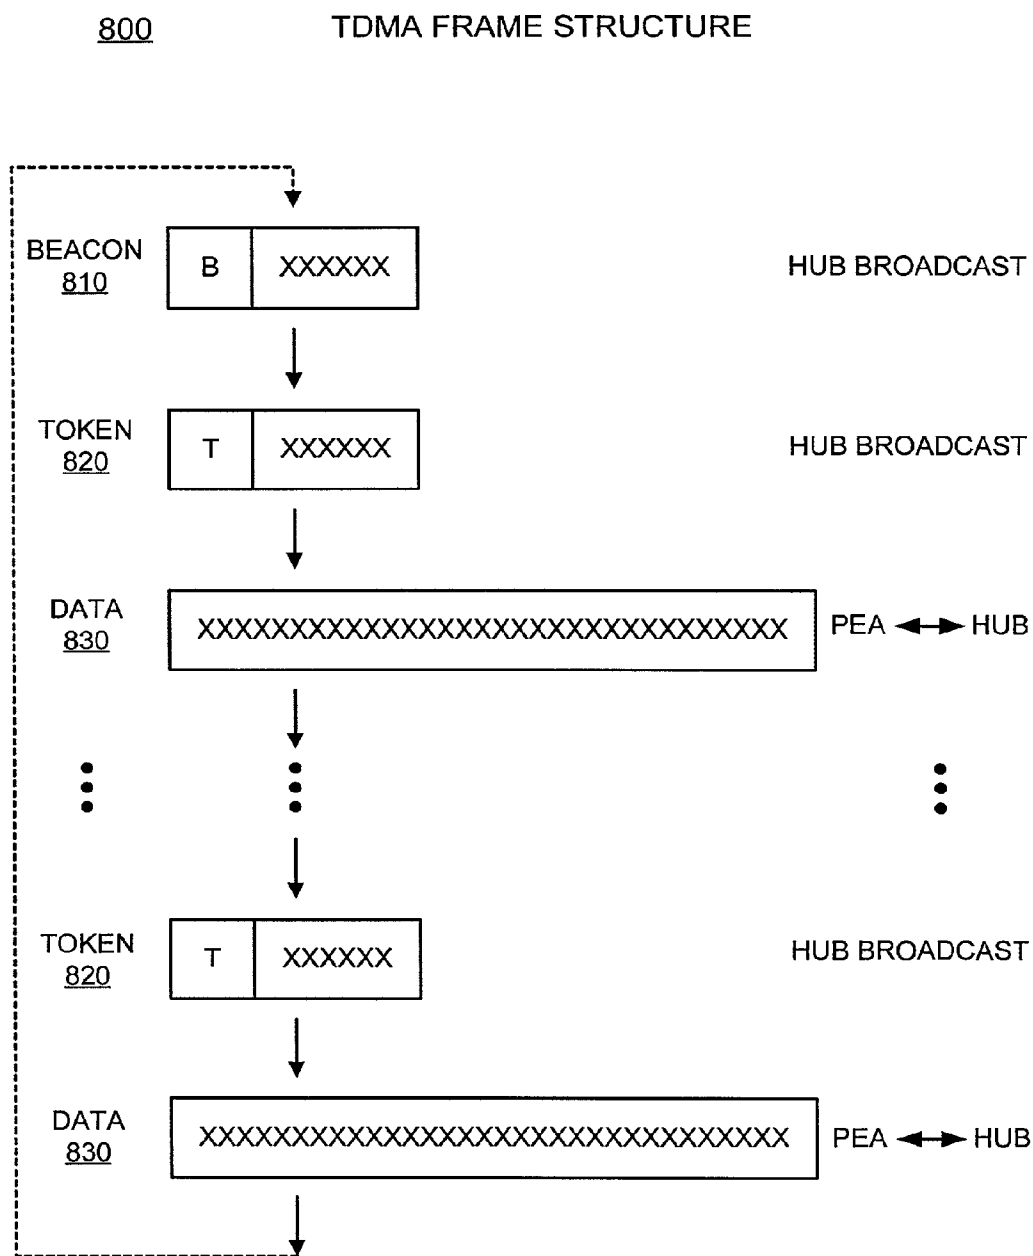 800 TDMA FRAME STRUCTURE
BEACON
810
B XXXXXX
HUB BROADCAST
TOKEN
820
T XXXXXX
HUB BROADCAST
DATA
830
XXXXXXXXXXXXXXXXXXXXXXXXXXXXXXXX
PEA HUB
TOKEN
820
T XXXXXX
HUB BROADCAST
DATA
830
XXXXXXXXXXXXXXXXXXXXXXXXXXXXXXXX
PEA HUB